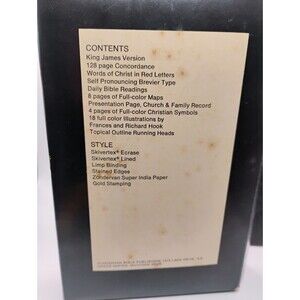 CONTENTS
King James Version
128 page Concordance
Words of Christ in Red Letters
Self Pronouncing Brevier Type
Daily Bible Readings
8 pages of Full-color Maps
Presentation Page, Church & Family Record
4 pages of Full-color Christian Symbols
18 full color Illustrations by
Frances and Richard Hook
Topical Outline Running Heads
STYLE
Skivertex® Ecrase
Skivertex® Lined
Limp Binding
Stained Edges
Zondervan Super India Paper
Gold Stamping